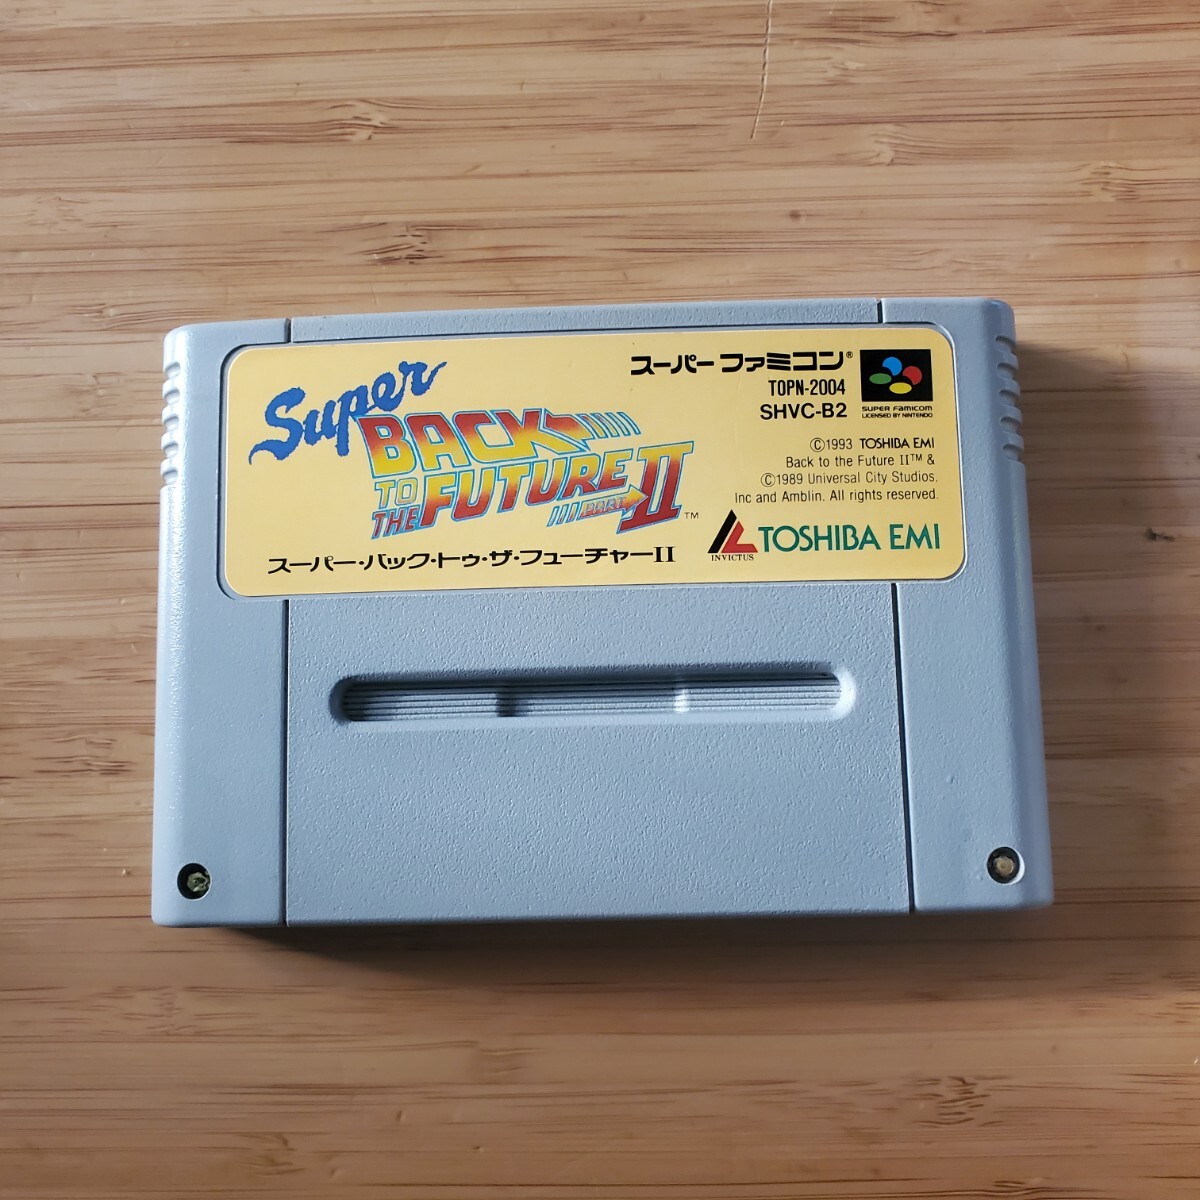 Super
BACK
TO
THE FUTURE
PART II™
スーパー・バック・トゥ・ザ・フューチャーII
スーパーファミコン®
TOPN-2004
SHVC-B2
SUPER FAMICOM
LICENSED BY NINTENDO
©1993 TOSHIBA EMI
Back to the Future II™ &
©1989 Universal City Studios.
Inc and Amblin. All rights reserved.
INVICTUS
TOSHIBA EMI